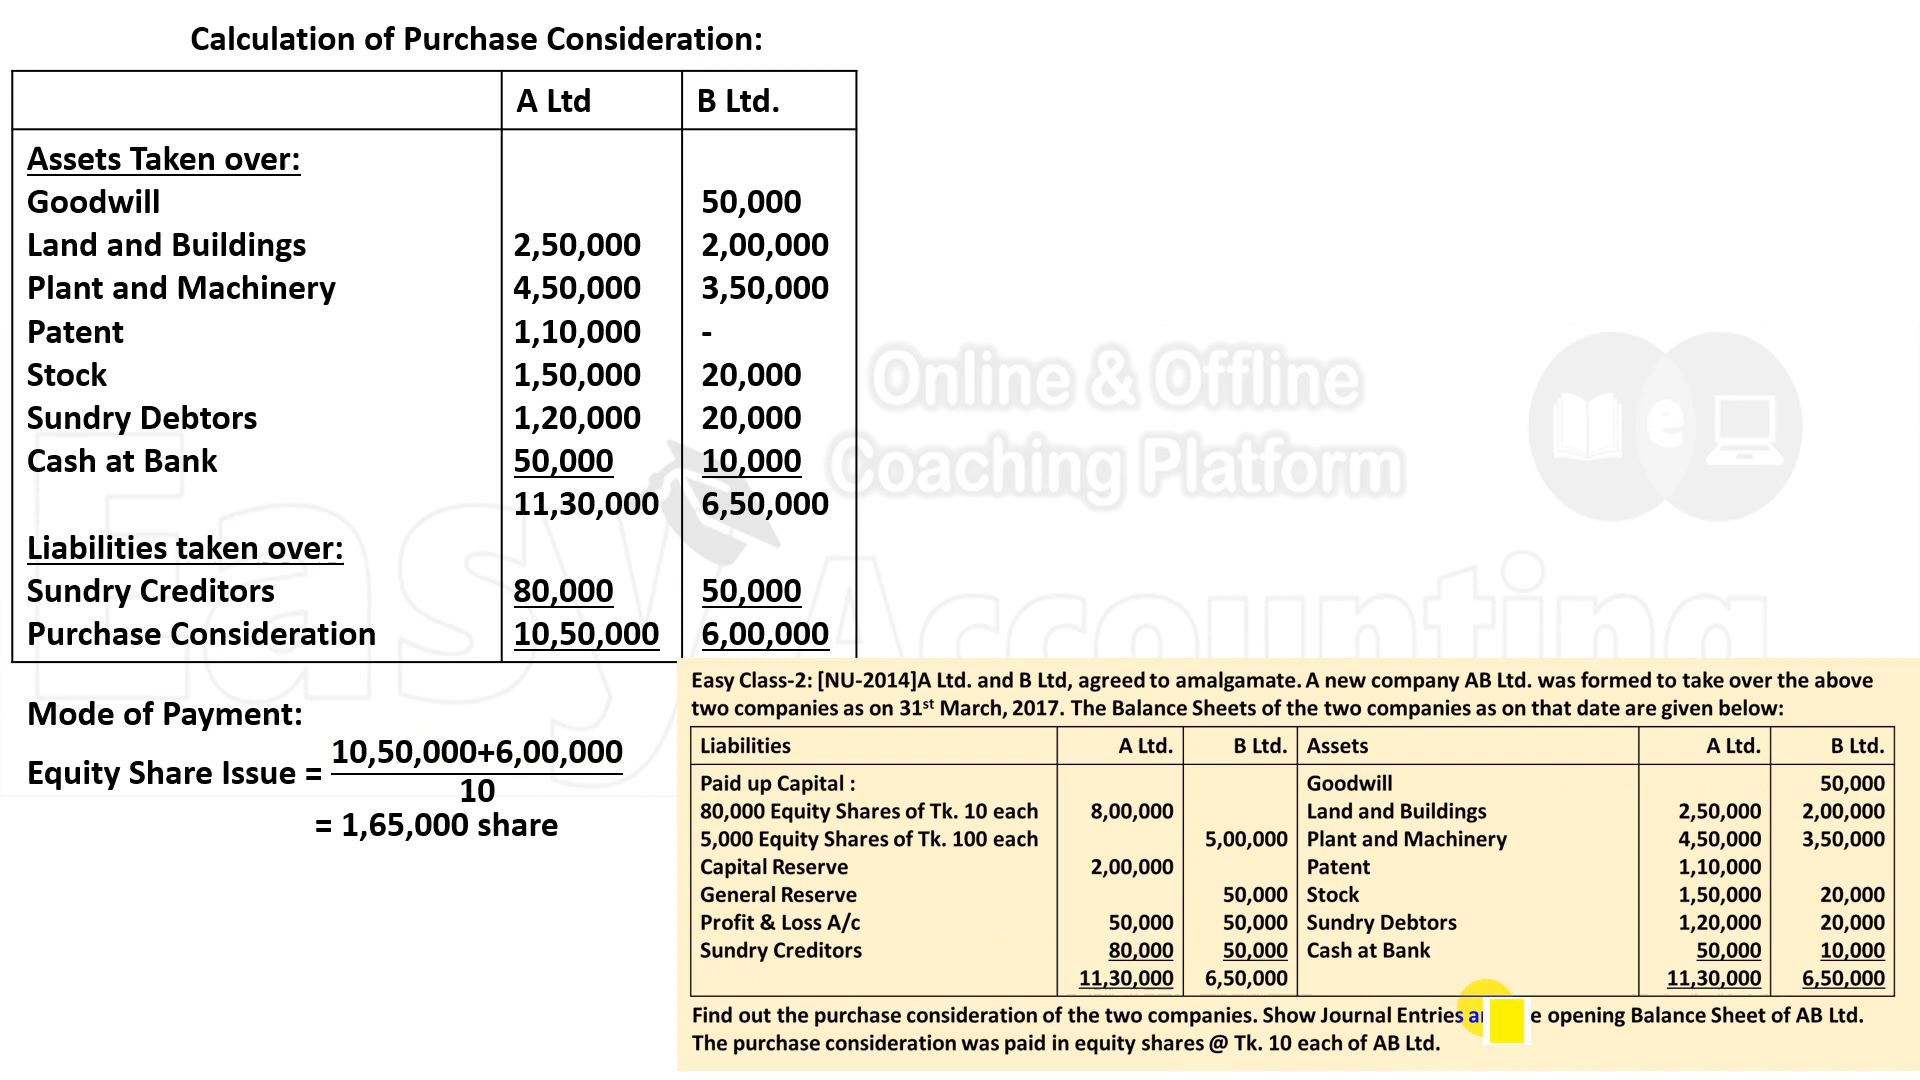 Calculation of Purchase Consideration:
A Ltd B Ltd.
Assets Taken over:
Goodwill 50,000
Land and Buildings 2,50,000 2,00,000
Plant and Machinery 4,50,000 3,50,000
Patent 1,10,000 -
Stock 1,50,000 20,000
Sundry Debtors 1,20,000 20,000
Cash at Bank 50,000 10,000
11,30,000 6,50,000
Liabilities taken over:
Sundry Creditors 80,000 50,000
Purchase Consideration 10,50,000 6,00,000
Mode of Payment:
Equity Share Issue = 10,50,000+6,00,000
10
= 1,65,000 share
Online & Offline
Coaching Platform
e
Easy Accounting
Easy Class-2: [NU-2014]A Ltd. and B Ltd, agreed to amalgamate. A new company AB Ltd. was formed to take over the above
two companies as on 31st March, 2017. The Balance Sheets of the two companies as on that date are given below:
Liabilities A Ltd. B Ltd. Assets A Ltd. B Ltd.
Paid up Capital : Goodwill 50,000
80,000 Equity Shares of Tk. 10 each 8,00,000 Land and Buildings 2,50,000 2,00,000
5,000 Equity Shares of Tk. 100 each 5,00,000 Plant and Machinery 4,50,000 3,50,000
Capital Reserve 2,00,000 Patent 1,10,000
General Reserve 50,000 Stock 1,50,000 20,000
Profit & Loss A/c 50,000 50,000 Sundry Debtors 1,20,000 20,000
Sundry Creditors 80,000 50,000 Cash at Bank 50,000 10,000
11,30,000 6,50,000 11,30,000 6,50,000
Find out the purchase consideration of the two companies. Show Journal Entries opening Balance Sheet of AB Ltd.
The purchase consideration was paid in equity shares @ Tk. 10 each of AB Ltd.